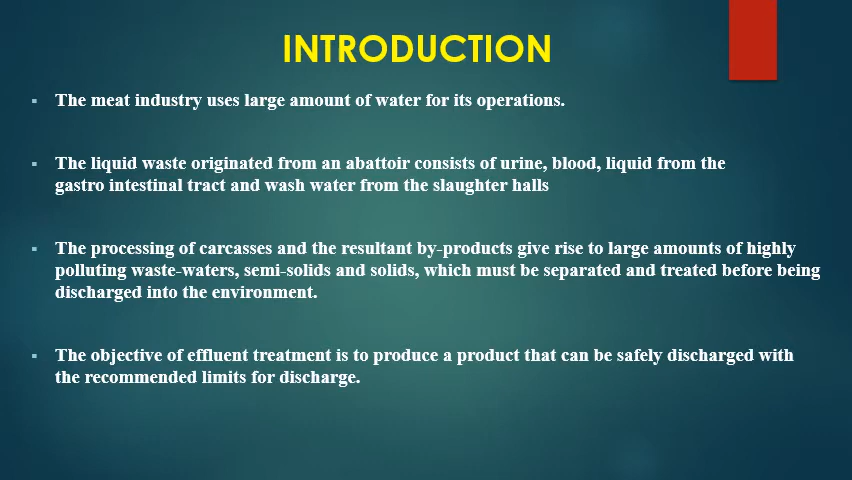 INTRODUCTION
▪ The meat industry uses large amount of water for its operations.
▪ The liquid waste originated from an abattoir consists of urine, blood, liquid from the
gastro intestinal tract and wash water from the slaughter halls
▪ The processing of carcasses and the resultant by-products give rise to large amounts of highly
polluting waste-waters, semi-solids and solids, which must be separated and treated before being
discharged into the environment.
▪ The objective of effluent treatment is to produce a product that can be safely discharged with
the recommended limits for discharge.